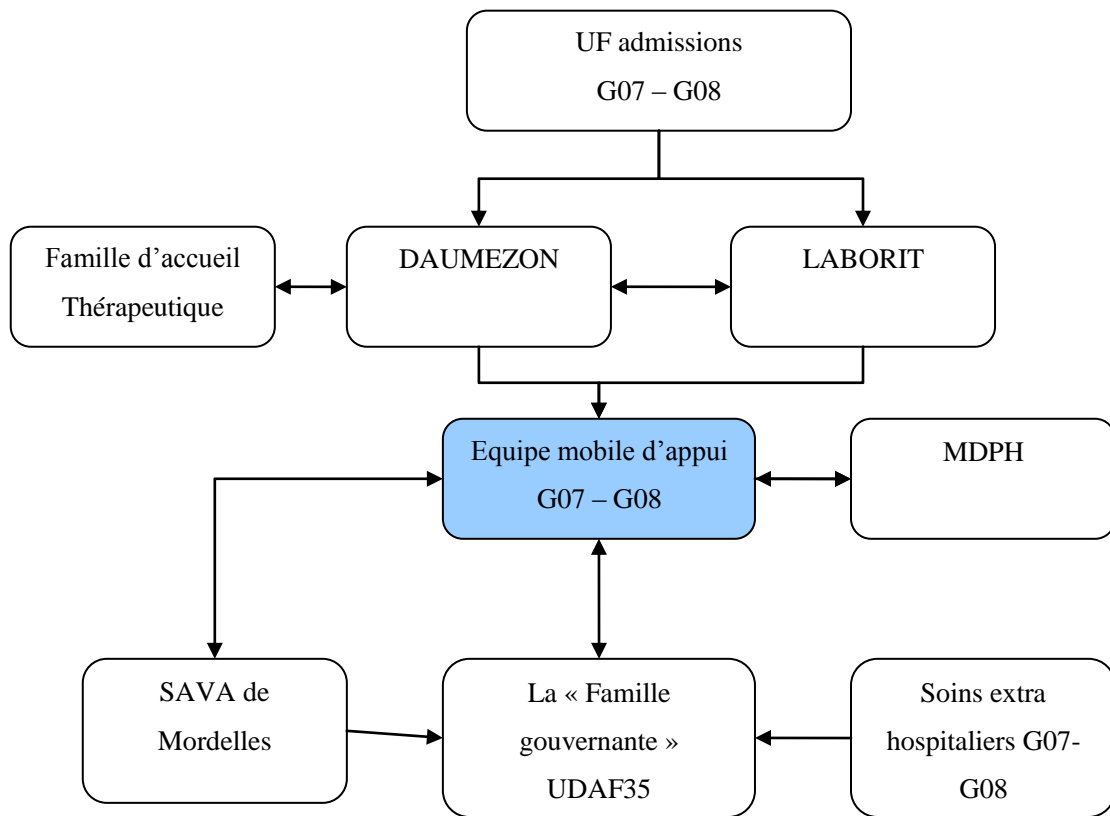 UF admissions
G07 – G08
Famille d’accueil
Thérapeutique
DAUMEZON
LABORIT
Equipe mobile d’appui
G07 – G08
MDPH
SAVA de
Mordelles
La « Famille
gouvernante »
UDAF35
Soins extra
hospitaliers G07-
G08